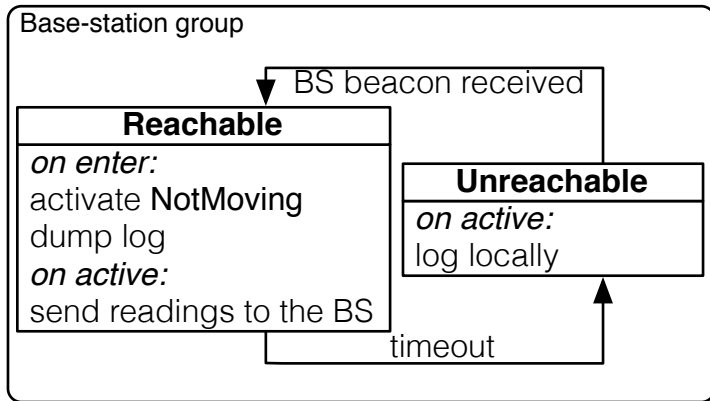 Base-station group
BS beacon received
Reachable
on enter:
activate NotMoving
dump log
on active:
send readings to the BS
Unreachable
on active:
log locally
timeout